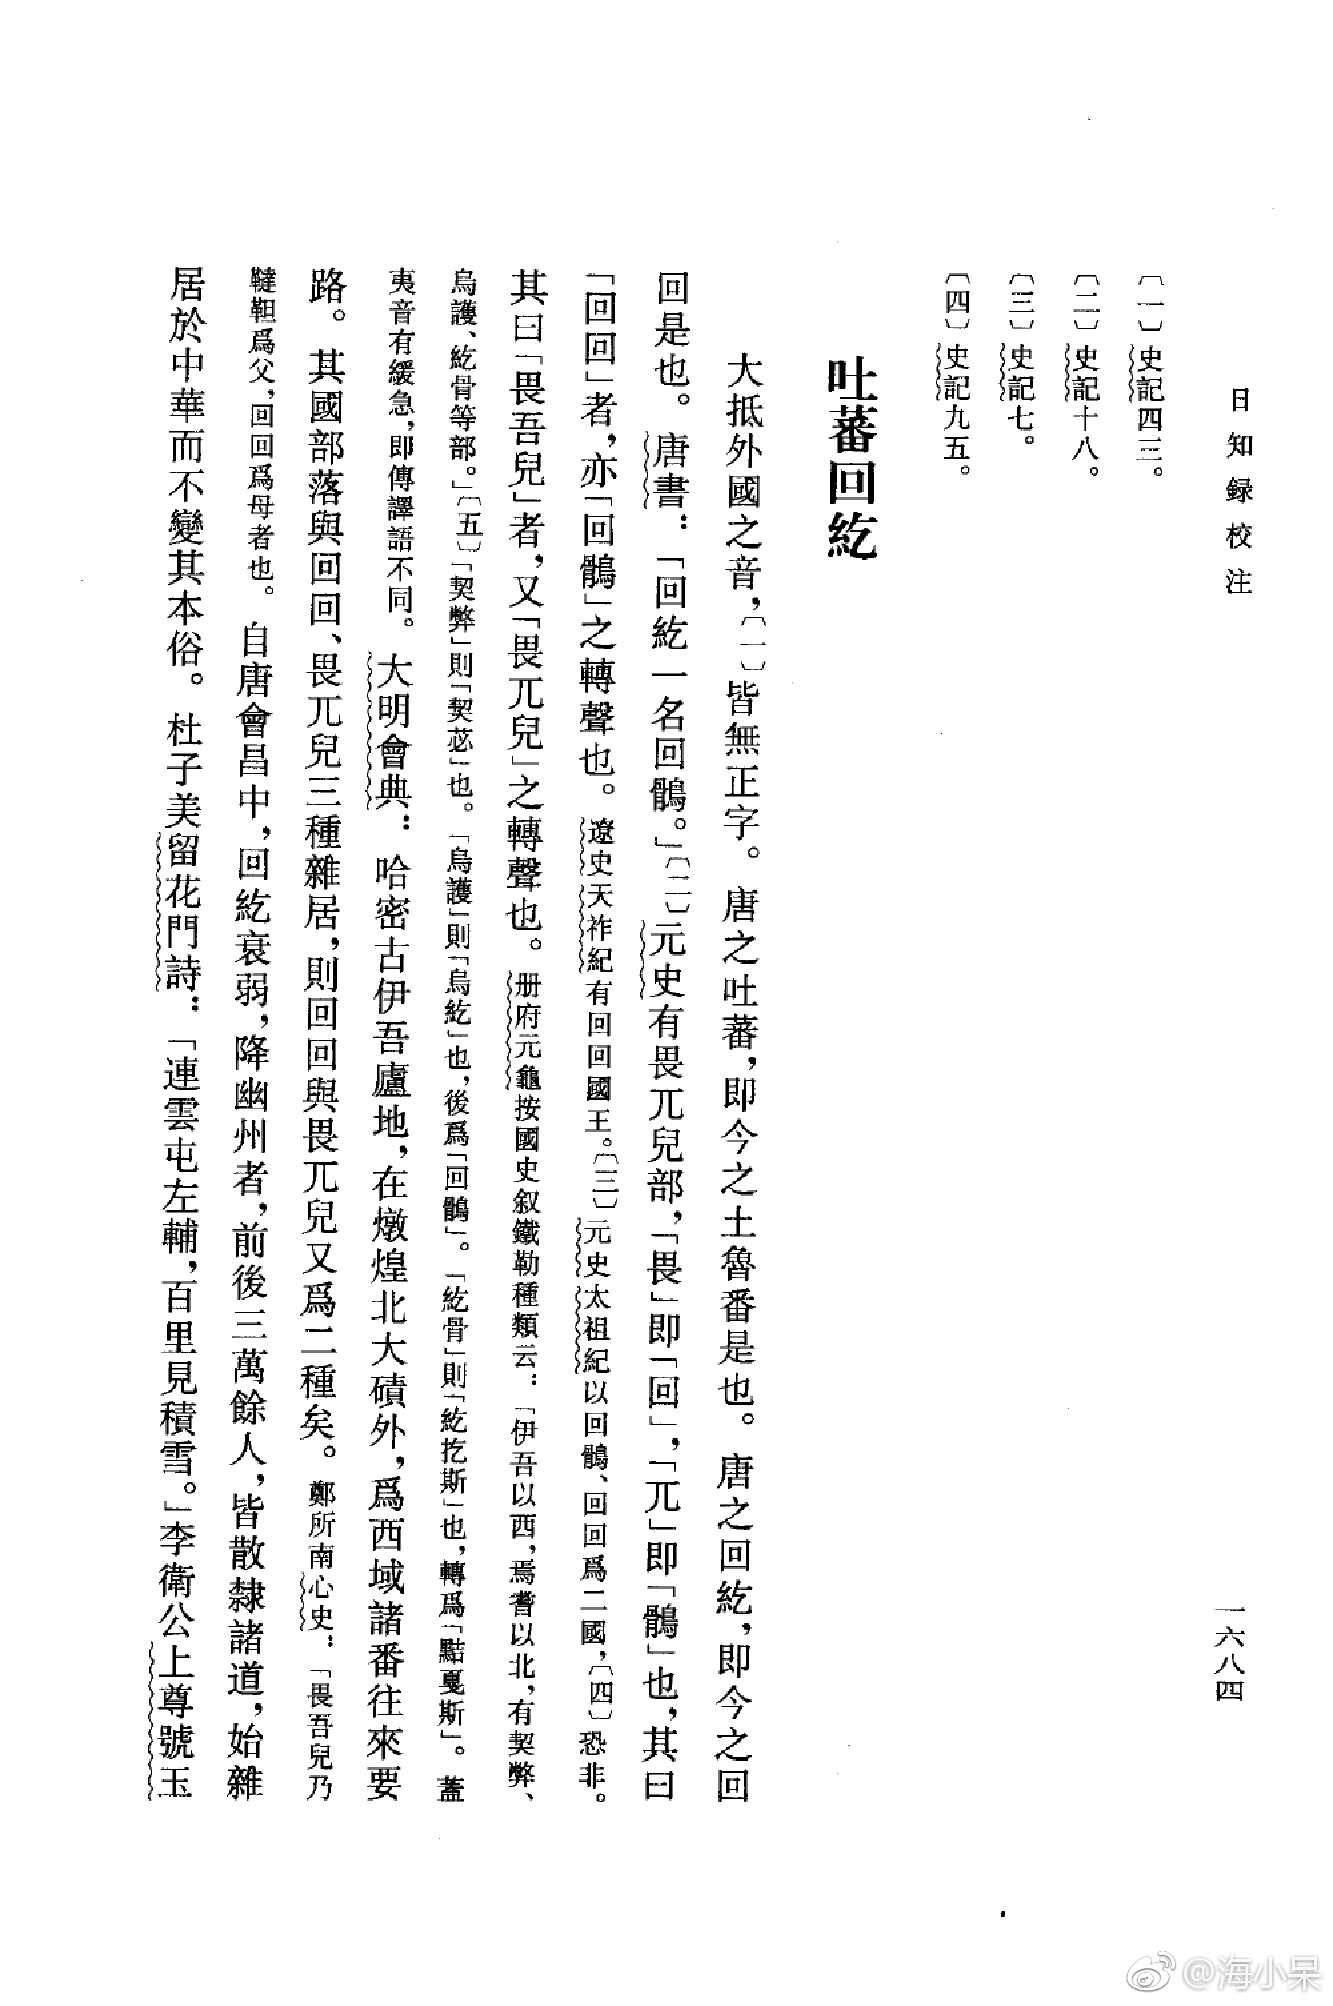 日知録校注
一六八四
〔一〕史記四三。
〔二〕史記十八。
〔三〕史記七。
〔四〕史記九五。
吐蕃回紇
大抵外國之音，〔一〕皆無正字。唐之吐蕃，即今之土魯番是也。唐之回紇，即今之回
回是也。唐書：「回紇一名回鶻。」〔二〕元史有畏兀兒部，「畏」即「回」，「兀」即「鶻」也，其曰
「回回」者，亦「回鶻」之轉聲也。遼史天祚紀有回回國王。〔三〕元史太祖紀以回鶻、回回爲二國，〔四〕恐非。
其曰「畏吾兒」者，又「畏兀兒」之轉聲也。册府元龜按國史叙鐵勒種類云：「伊吾以西，焉耆以北，有契弊、
烏護、紇骨等部。」〔五〕「契弊」則「契苾」也。「烏護」則「烏紇」也，後爲「回鶻」。「紇骨」則「紇扢斯」也，轉爲「黠戛斯」。蓋
夷音有緩急，即傳譯語不同。大明會典：哈密古伊吾廬地，在燉煌北大磧外，爲西域諸番往來要
路。其國部落與回回、畏兀兒三種雜居，則回回與畏兀兒又爲二種矣。鄭所南心史：「畏吾兒乃
韃靼爲父，回回爲母者也。自唐會昌中，回紇衰弱，降幽州者，前後三萬餘人，皆散隸諸道，始雜
居於中華而不變其本俗。杜子美留花門詩：「連雲屯左輔，百里見積雪。」李衛公上尊號玉
@海小呆